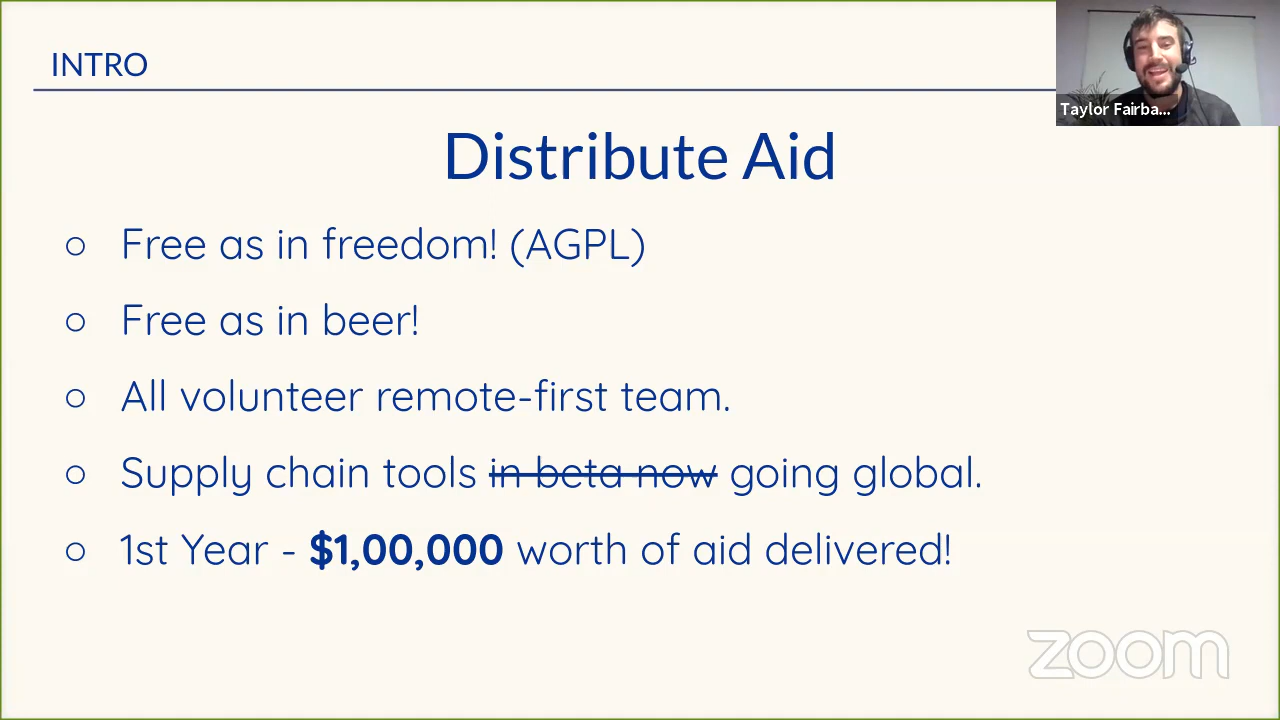 INTRO
Taylor Fairba...
Distribute Aid
Free as in freedom! (AGPL)
Free as in beer!
All volunteer remote-first team.
Supply chain tools in beta now going global.
1st Year - $1,00,000 worth of aid delivered!
zoom